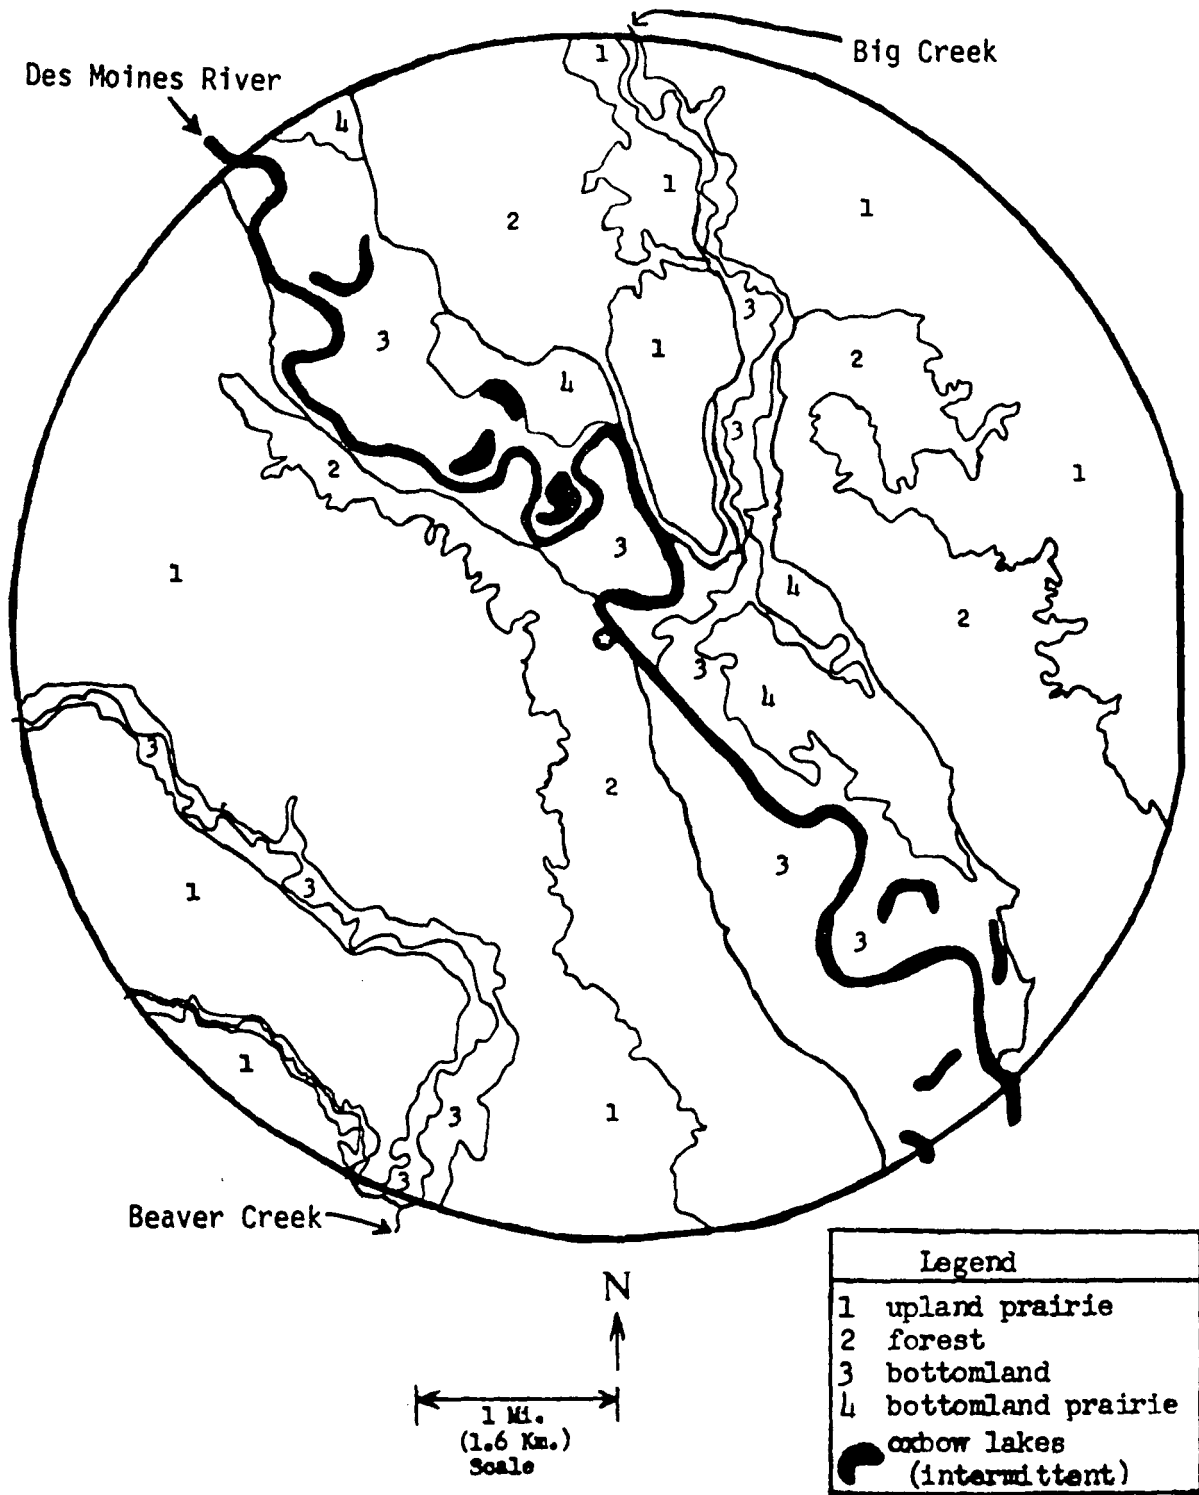 Big Creek
Des Moines River
1
4
1
1
2
3
3
1
2
4
3
2
1
3
1
4
2
3
4
3
2
3
1
3
3
1
3
1
3
Beaver Creek
N
1 Mi.
(1.6 Km.)
Scale
Legend
1 upland prairie
2 forest
3 bottomland
4 bottomland prairie
oxbow lakes
(intermittent)